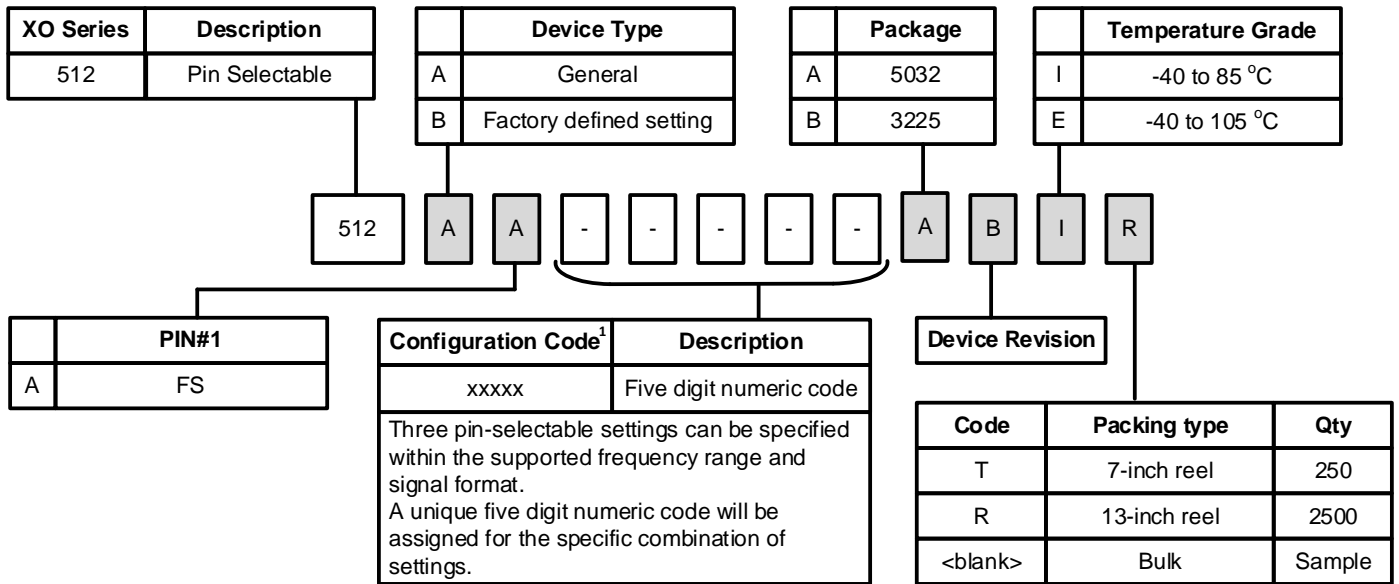 XO Series Description
512 Pin Selectable
Device Type
A General
B Factory defined setting
Package
A 5032
B 3225
Temperature Grade
I -40 to 85 °C
E -40 to 105 °C
512 A A - - - - - A B I R
PIN#1
A FS
Configuration Code¹ Description
xxxxx Five digit numeric code
Three pin-selectable settings can be specified
within the supported frequency range and
signal format.
A unique five digit numeric code will be
assigned for the specific combination of
settings.
Device Revision
Code Packing type Qty
T 7-inch reel 250
R 13-inch reel 2500
<blank> Bulk Sample